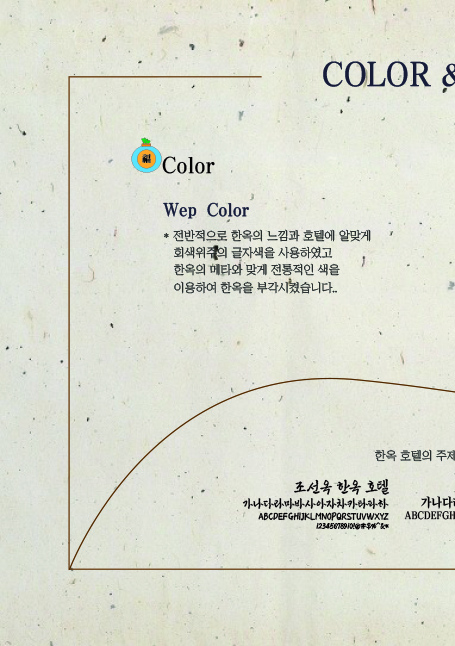 COLOR &
Color
Wep Color
* 전반적으로 한옥의 느낌과 호텔에 알맞게
회색위주의 글자색을 사용하였고
한옥의 메타와 맞게 전통적인 색을
이용하여 한옥을 부각시켰습니다..
한옥 호텔의 주제
조선옥 한옥 호텔
가나다라마바사아자차카타파하
ABCDEFGHIJKLMNOPQRSTUVWXYZ
1234567890!@#$%^&*
가나다
ABCDEFGH